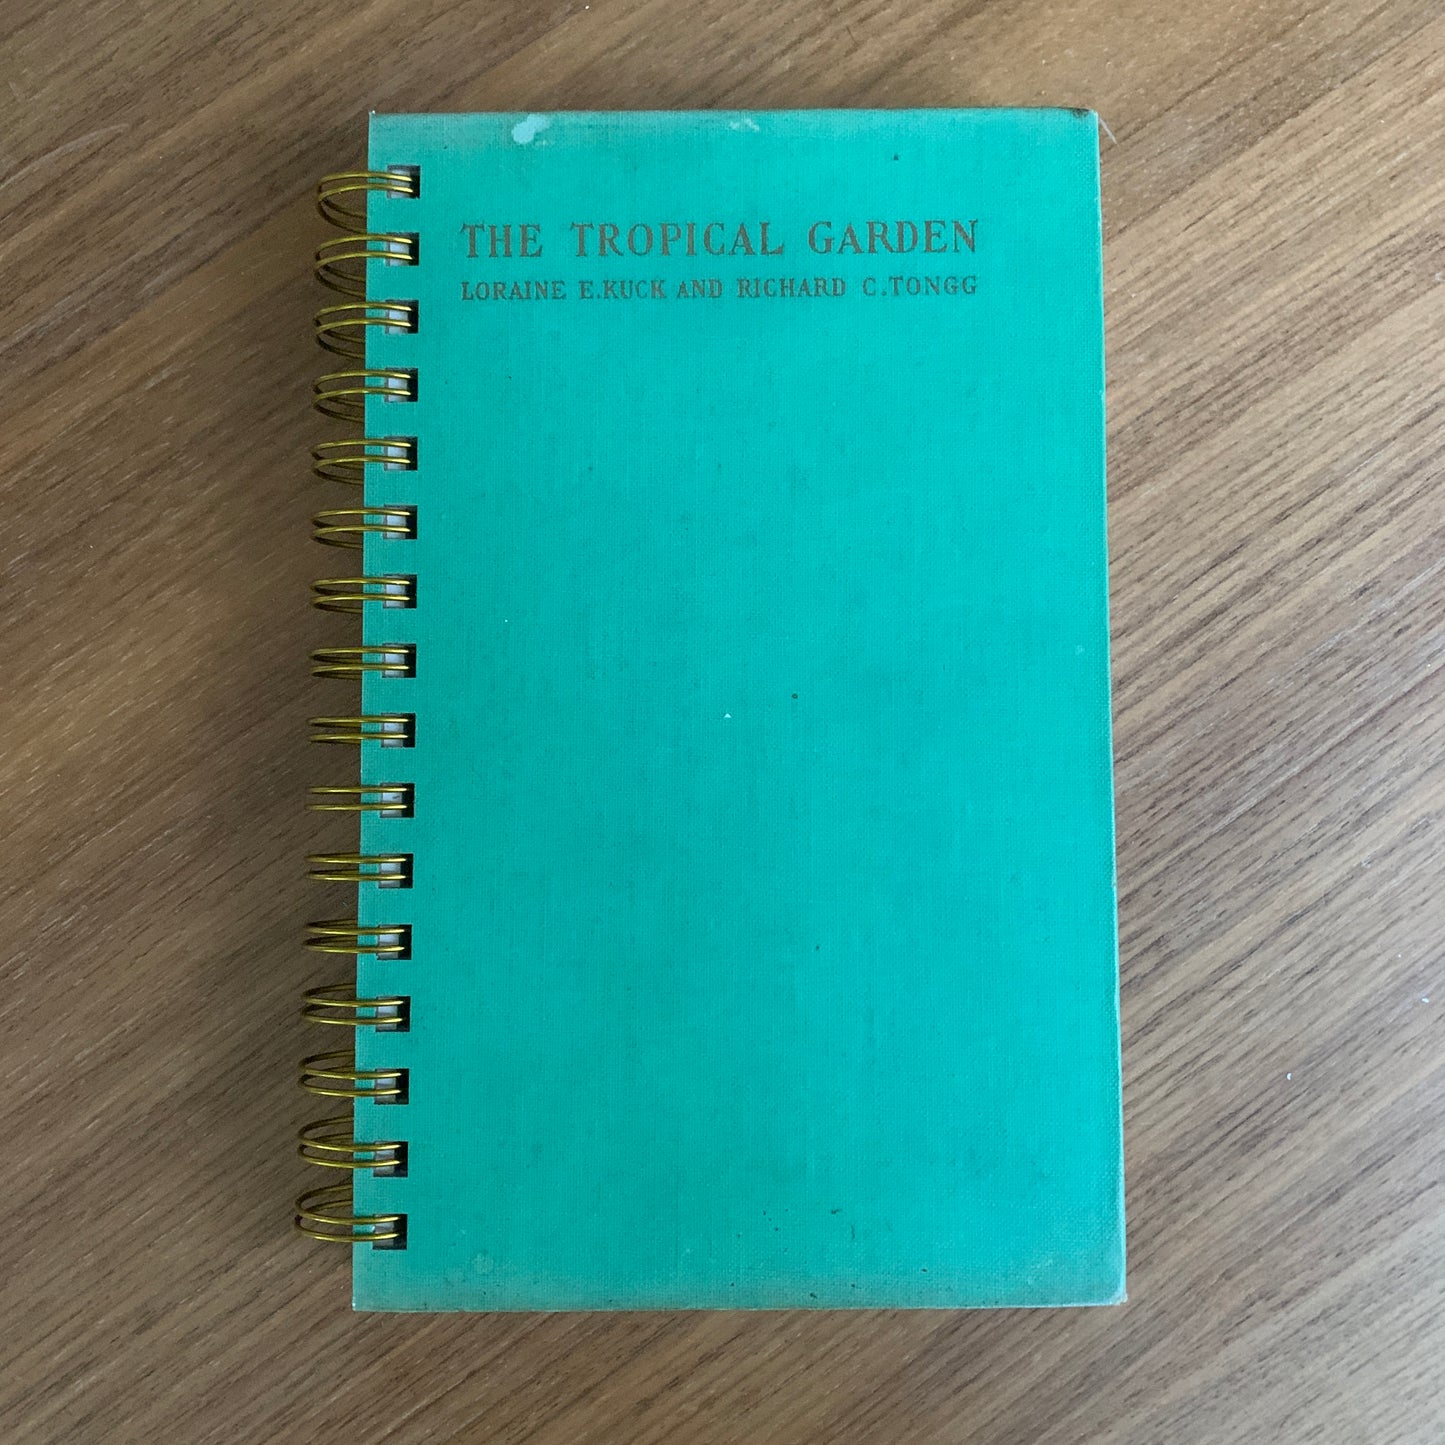 THE TROPICAL GARDEN
LORAINE E.KUCK AND RICHARD C.TONGG